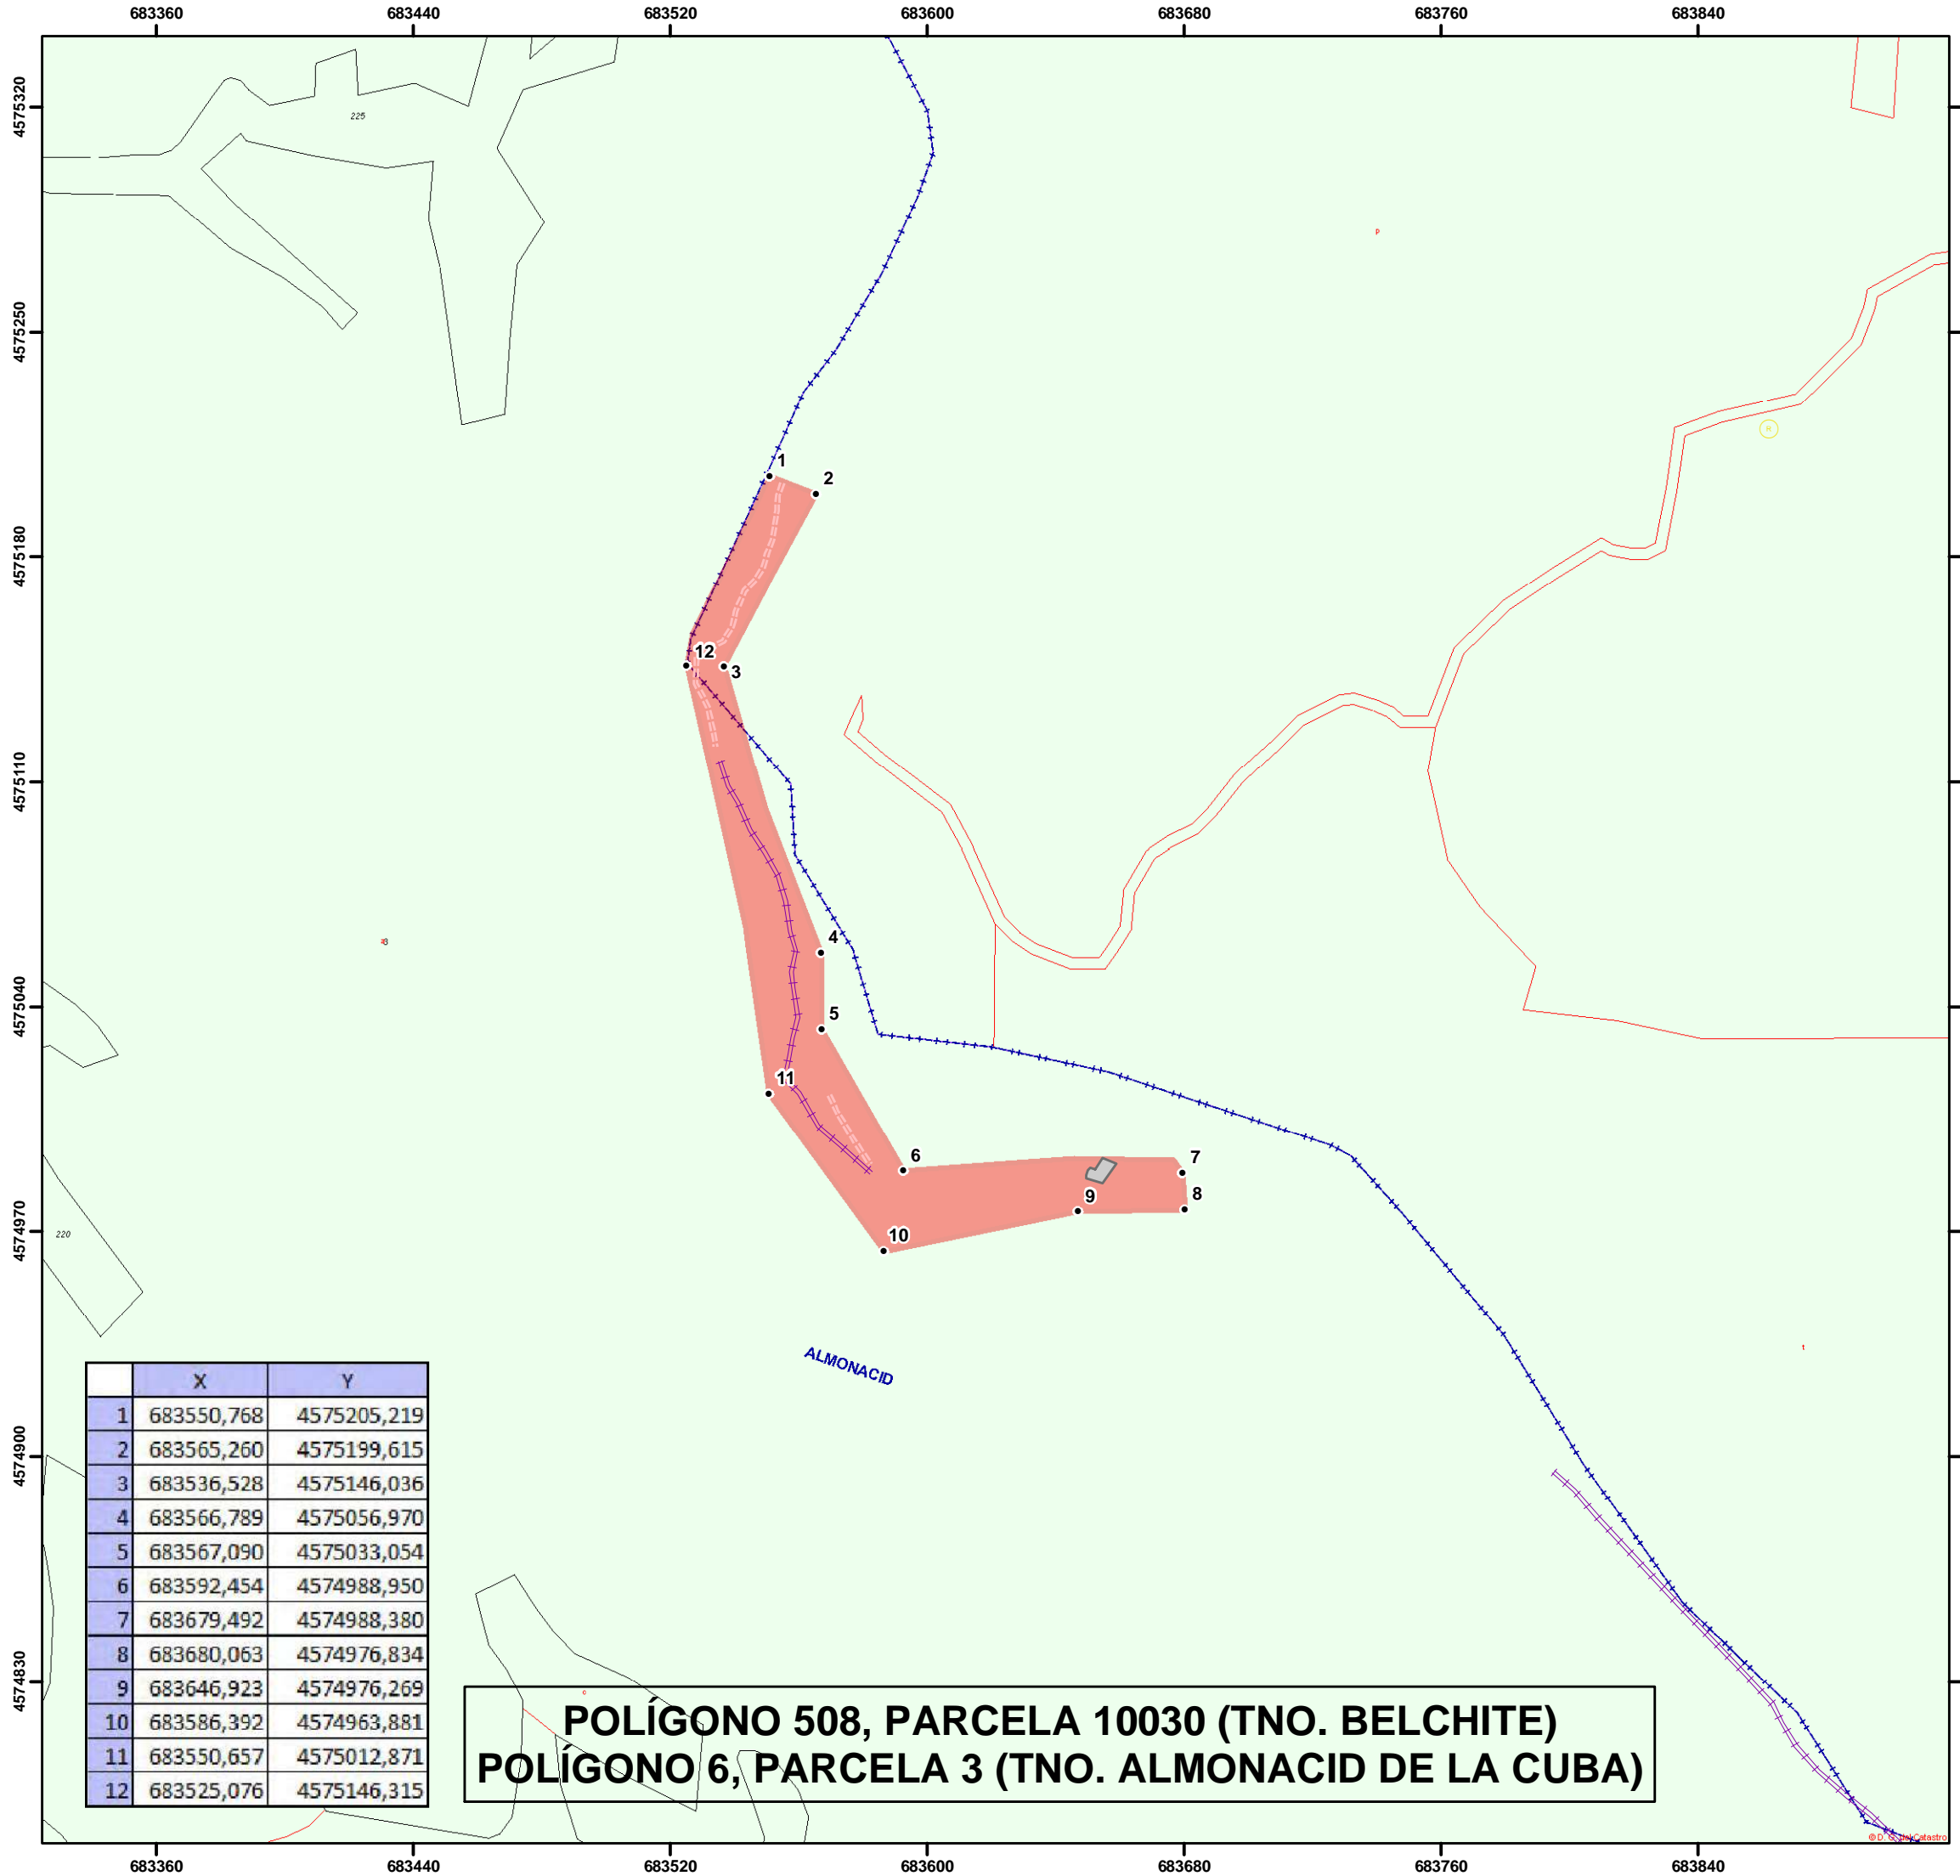 683360 683440 683520 683600 683680 683760 683840
4575320
4575250
4575180
4575110
4575040
4574970
4574900
4574830
225
P
1
2
12
3
4
5
11
6
7
8
9
10
220
ALMONACID
X Y
1 683550,768 4575205,219
2 683565,260 4575199,615
3 683536,528 4575146,036
4 683566,789 4575056,970
5 683567,090 4575033,054
6 683592,454 4574988,950
7 683679,492 4574988,380
8 683680,063 4574976,834
9 683646,923 4574976,269
10 683586,392 4574963,881
11 683550,657 4575012,871
12 683525,076 4575146,315
t
POLÍGONO 508, PARCELA 10030 (TNO. BELCHITE)
POLÍGONO 6, PARCELA 3 (TNO. ALMONACID DE LA CUBA)
© D. G. del Catastro
683360 683440 683520 683600 683680 683760 683840